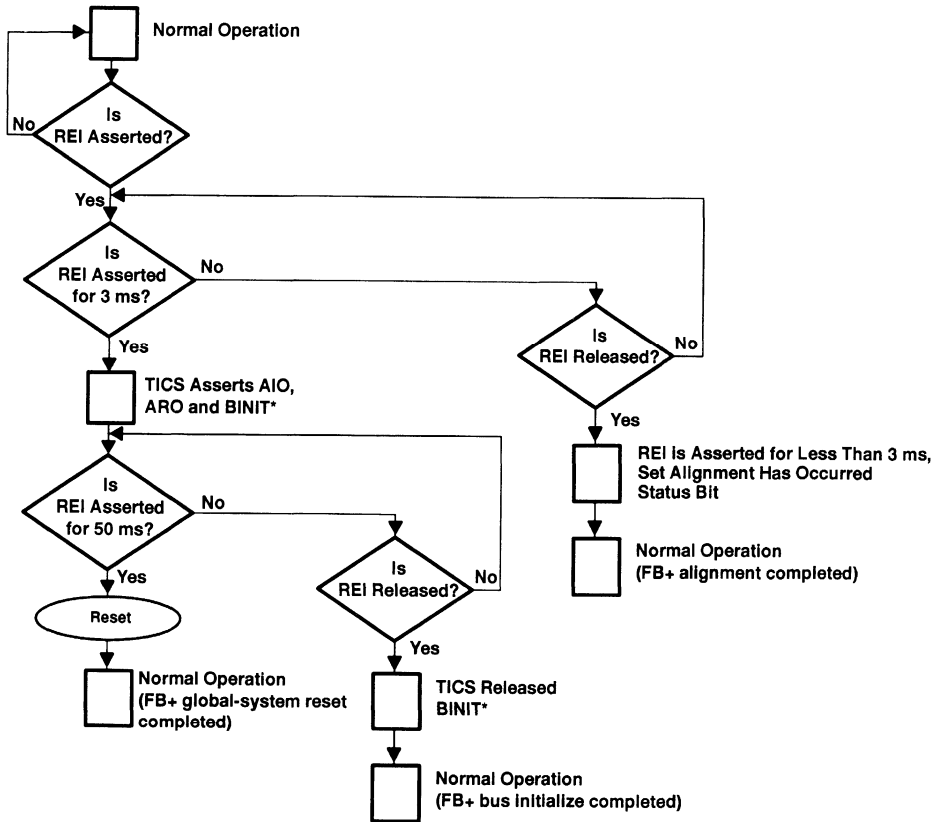 Normal Operation
Is
REI Asserted?
No
Yes
Is
REI Asserted
for 3 ms?
No
Yes
Is
REI Released?
No
Yes
TICS Asserts AIO,
ARO and BINIT*
REI is Asserted for Less Than 3 ms,
Set Alignment Has Occurred
Status Bit
Is
REI Asserted
for 50 ms?
No
Yes
Normal Operation
(FB+ alignment completed)
Is
REI Released?
No
Yes
Reset
Normal Operation
(FB+ global-system reset
completed)
TICS Released
BINIT*
Normal Operation
(FB+ bus initialize completed)